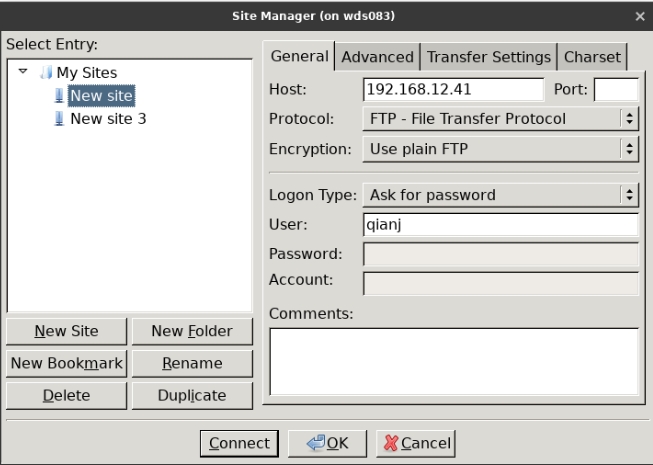 Site Manager (on wds083)
Select Entry:
My Sites
New site
New site 3
New Site New Folder
New Bookmark Rename
Delete Duplicate
General Advanced Transfer Settings Charset
Host: 192.168.12.41 Port:
Protocol: FTP - File Transfer Protocol
Encryption: Use plain FTP
Logon Type: Ask for password
User: qianj
Password:
Account:
Comments:
Connect OK Cancel